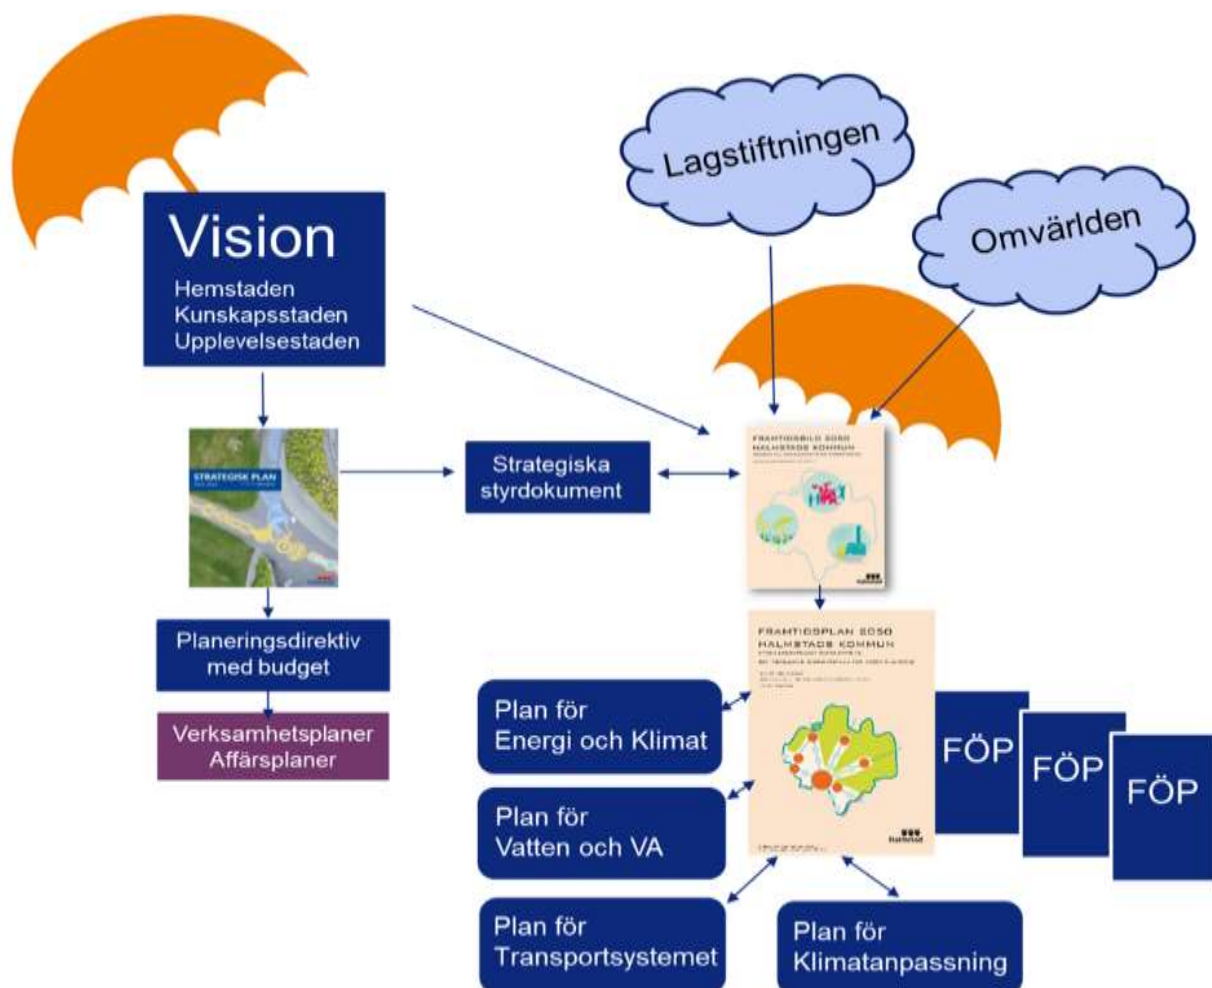 Lagstiftningen
Omvärlden
Vision
Hemstaden
Kunskapsstaden
Upplevelsestaden
STRATEGISK PLAN
Strategiska
styrdokument
FRAMTIDSBILD 2050
HALMSTADS KOMMUN
Planeringsdirektiv
med budget
Verksamhetsplaner
Affärsplaner
FRAMTIDSPLAN 2050
HALMSTADS KOMMUN
Halmstad
Plan för
Energi och Klimat
Plan för
Vatten och VA
Plan för
Transportsystemet
Plan för
Klimatanpassning
FÖP
FÖP
FÖP